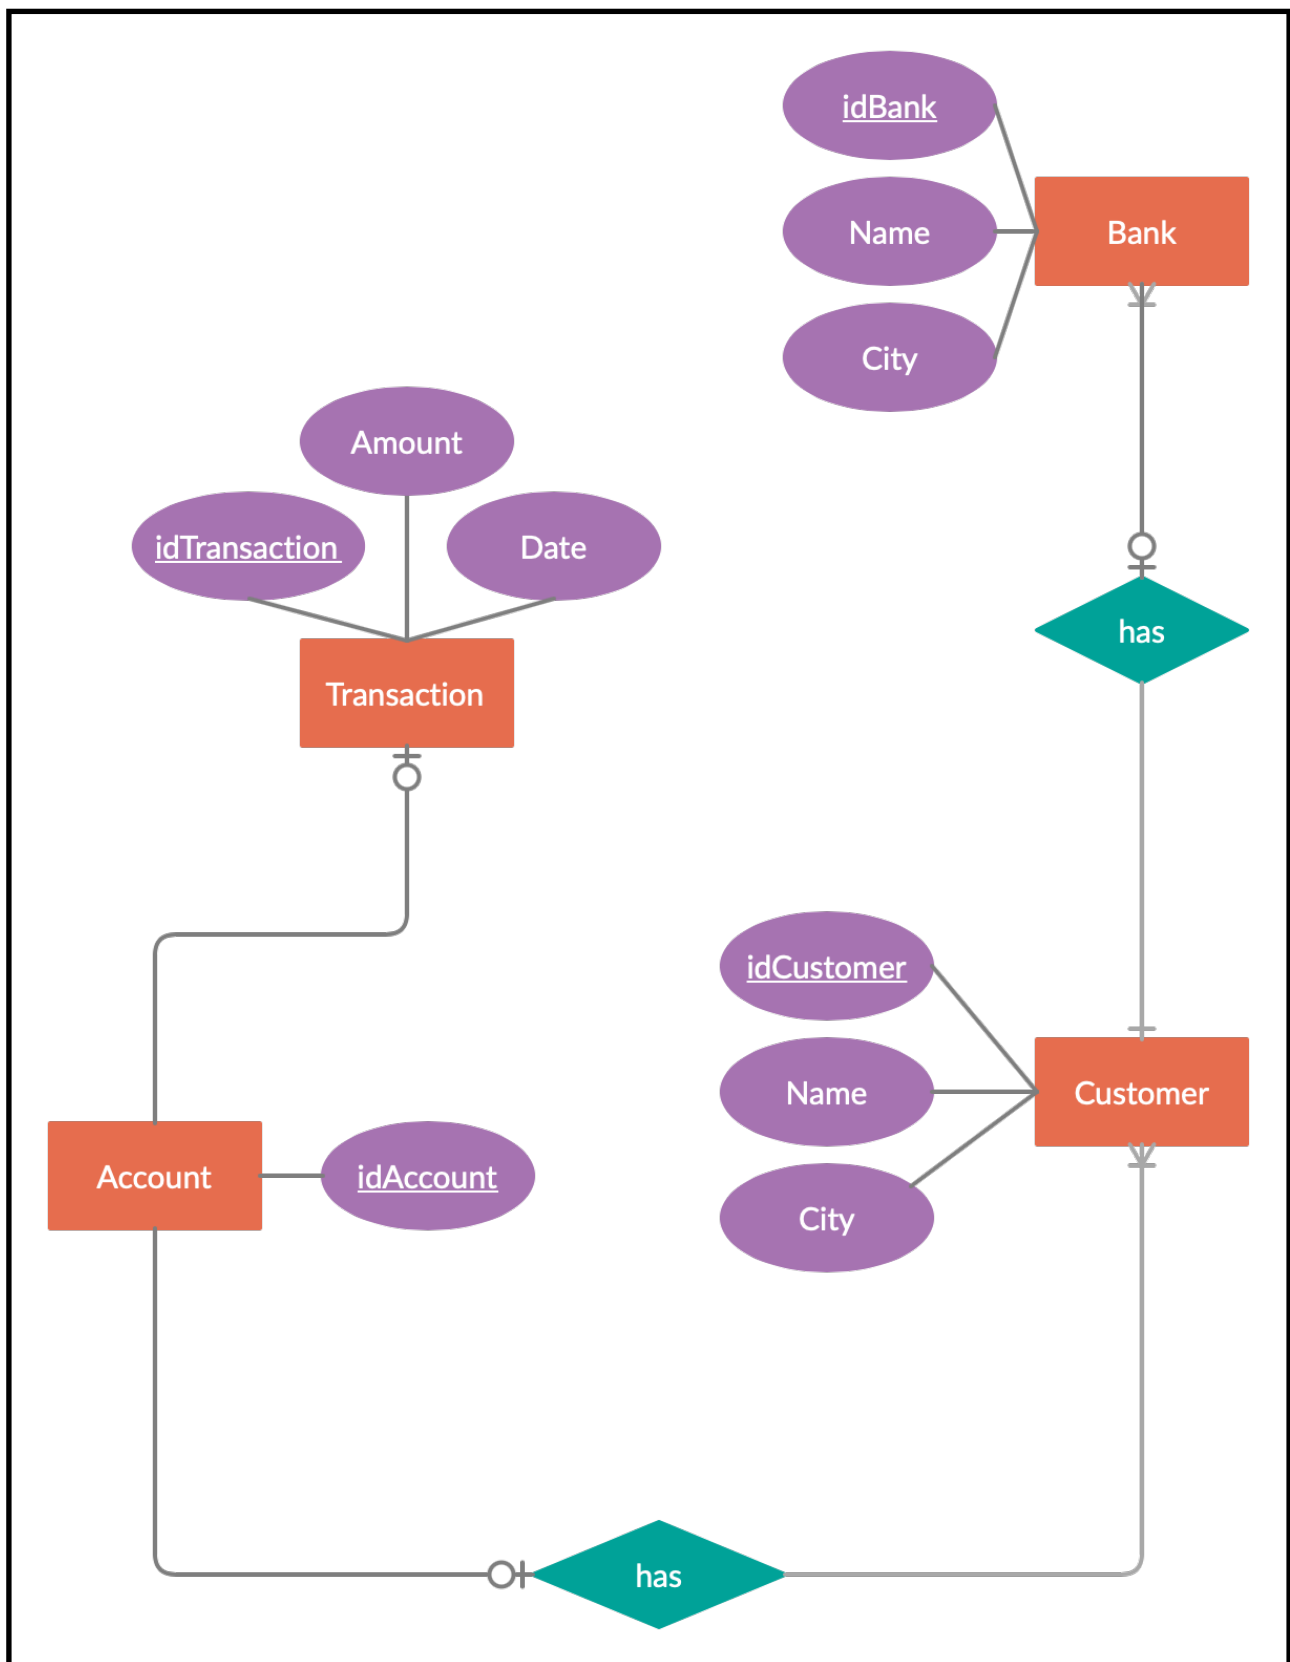 idBank
Name
Bank
City
Amount
idTransaction
Date
has
Transaction
idCustomer
Name
Customer
Account
idAccount
City
has